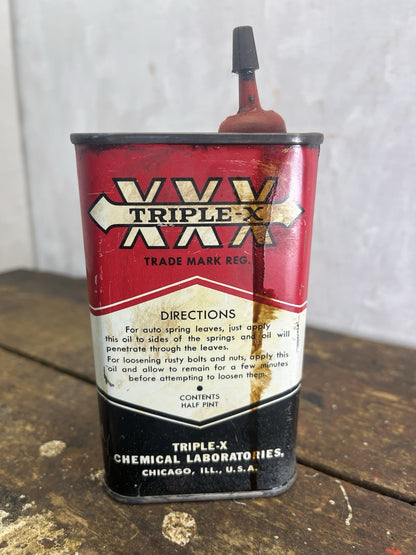 XXX
TRIPLE-X
TRADE MARK REG.
DIRECTIONS
For auto spring leaves, just apply
this oil to sides of the springs and oil will
penetrate through the leaves.
For loosening rusty bolts and nuts, apply this
oil and allow to remain for a few minutes
before attempting to loosen them.
CONTENTS
HALF PINT
TRIPLE-X
CHEMICAL LABORATORIES,
CHICAGO, ILL., U.S.A.